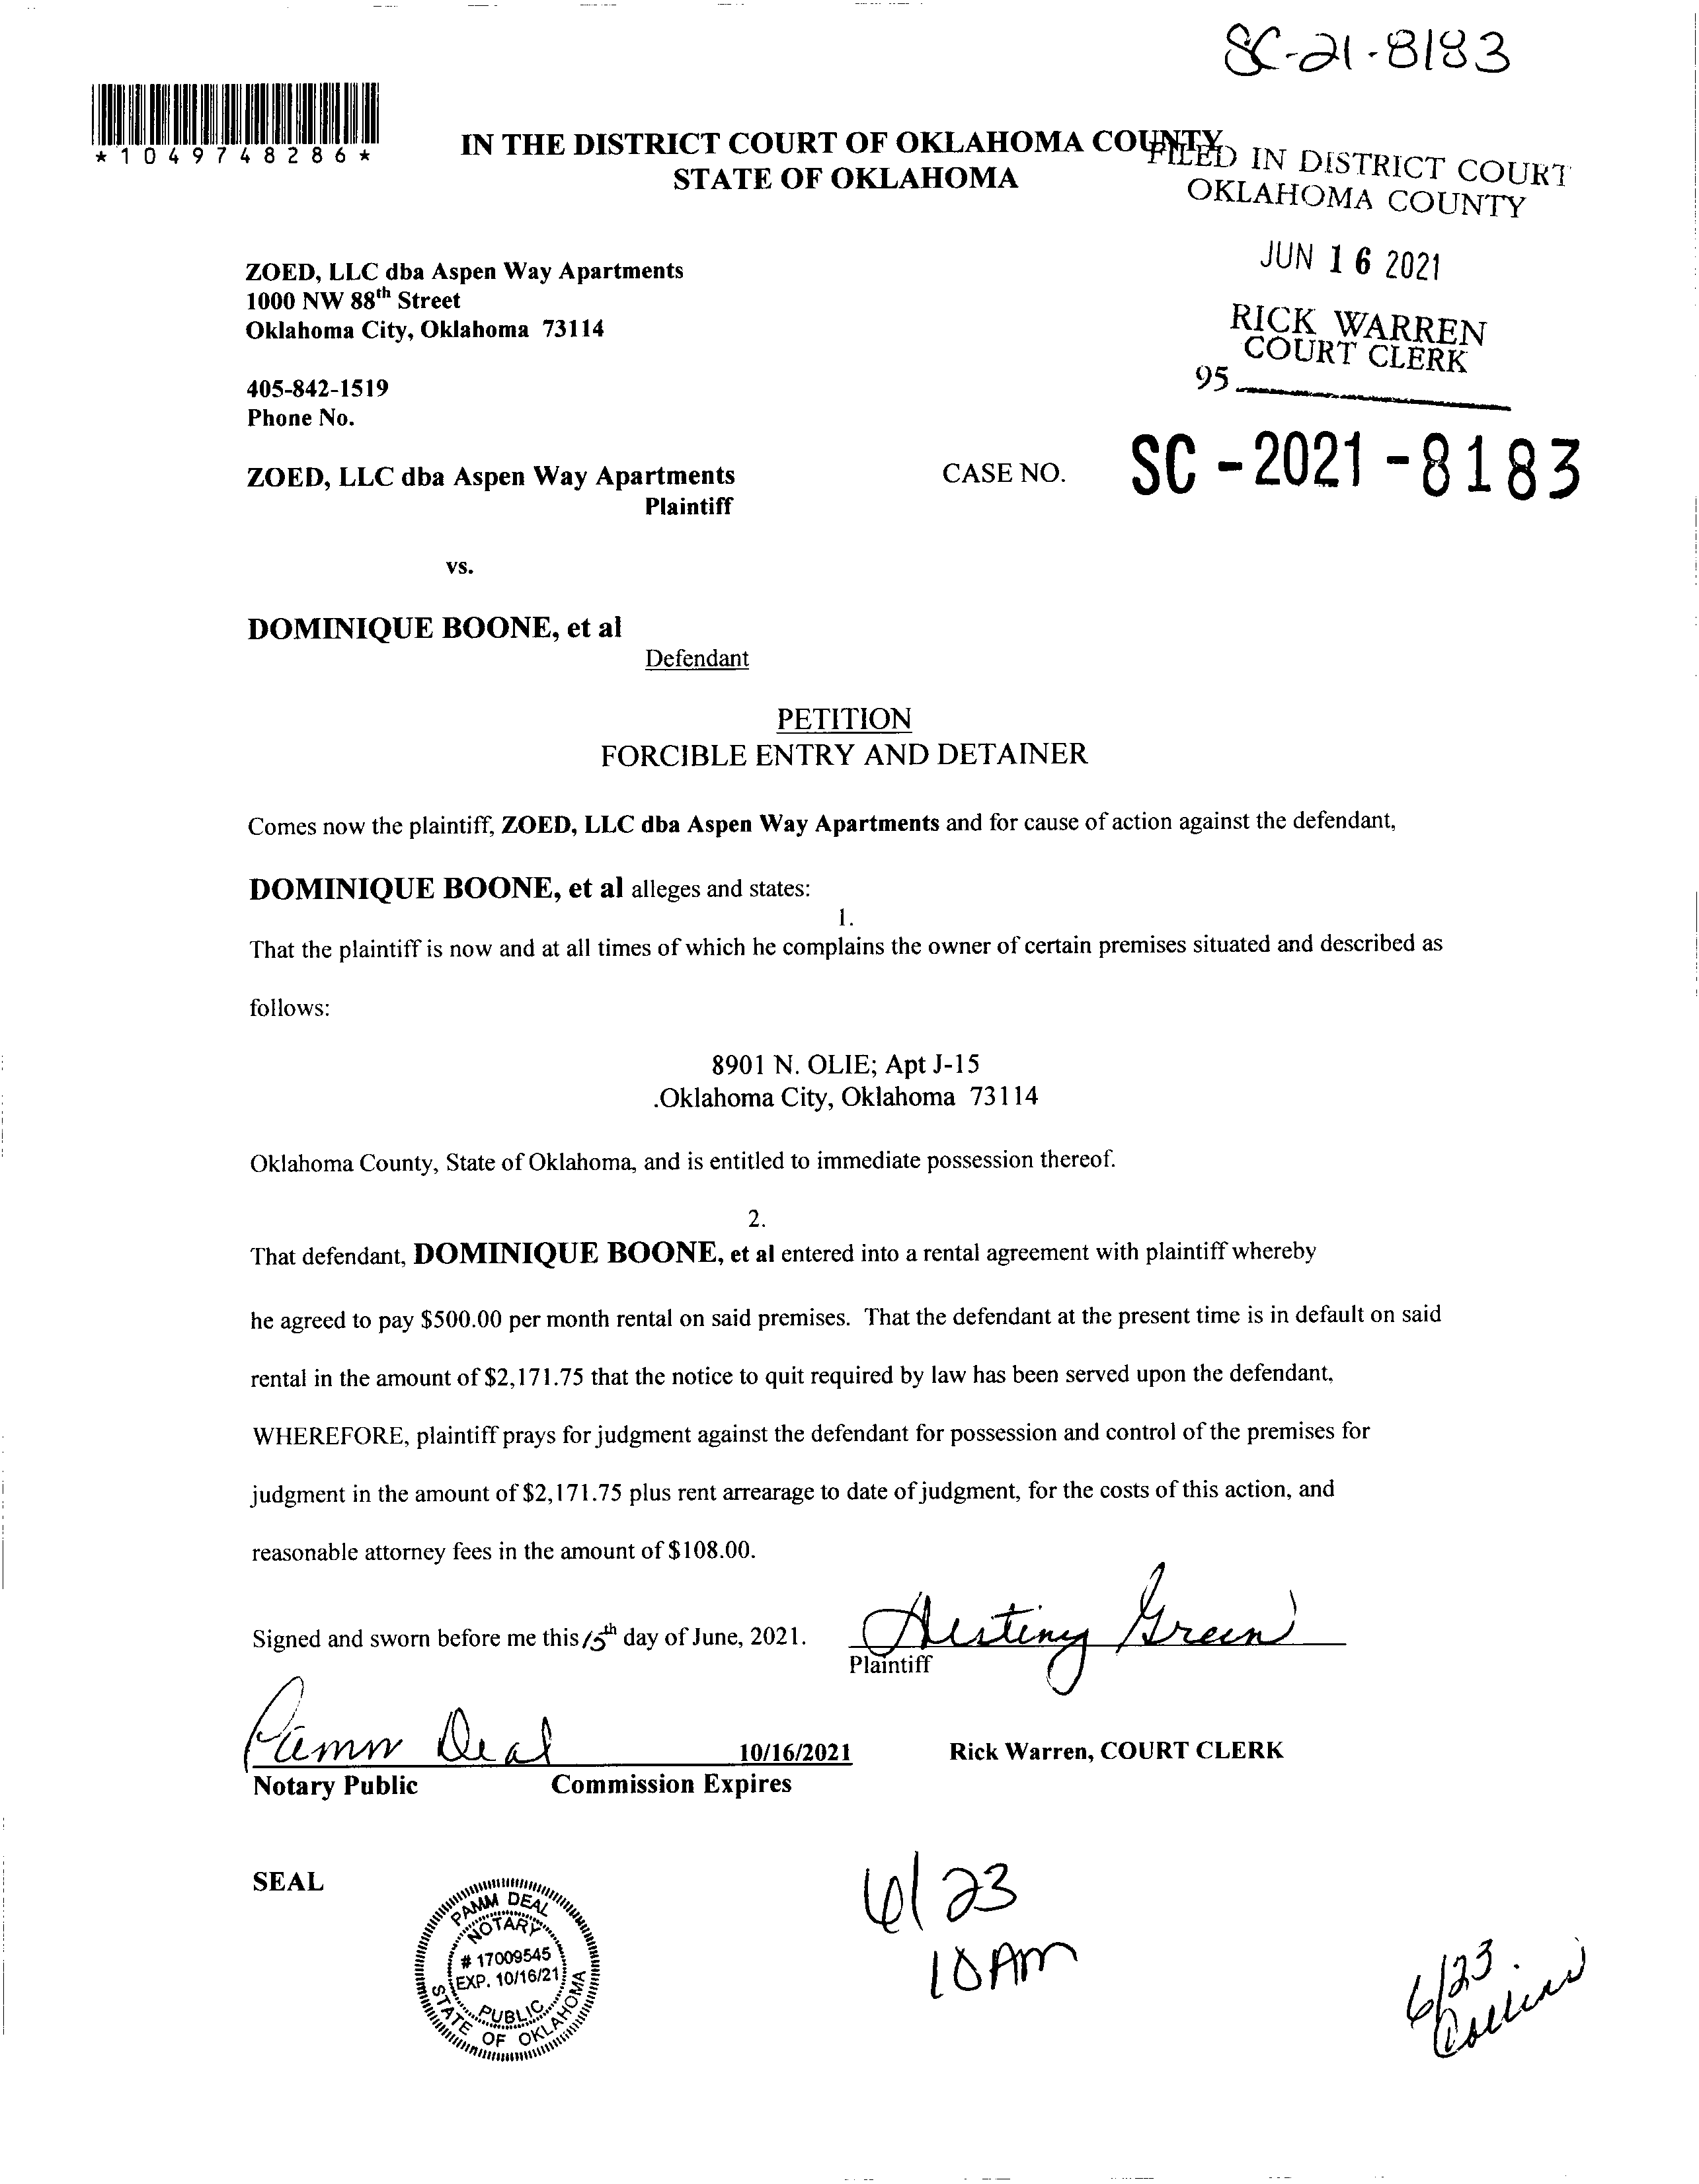 SC-21-8183
*1049748286*
IN THE DISTRICT COURT OF OKLAHOMA COUNTY
STATE OF OKLAHOMA
FILED IN DISTRICT COURT
OKLAHOMA COUNTY
JUN 16 2021
RICK WARREN
COURT CLERK
95
ZOED, LLC dba Aspen Way Apartments
1000 NW 88th Street
Oklahoma City, Oklahoma 73114
405-842-1519
Phone No.
ZOED, LLC dba Aspen Way Apartments
Plaintiff
CASE NO. SC-2021-8183
vs.
DOMINIQUE BOONE, et al
Defendant
PETITION
FORCIBLE ENTRY AND DETAINER
Comes now the plaintiff, ZOED, LLC dba Aspen Way Apartments and for cause of action against the defendant,
DOMINIQUE BOONE, et al alleges and states:
1.
That the plaintiff is now and at all times of which he complains the owner of certain premises situated and described as
follows:
8901 N. OLIE; Apt J-15
.Oklahoma City, Oklahoma 73114
Oklahoma County, State of Oklahoma, and is entitled to immediate possession thereof.
2.
That defendant, DOMINIQUE BOONE, et al entered into a rental agreement with plaintiff whereby
he agreed to pay $500.00 per month rental on said premises. That the defendant at the present time is in default on said
rental in the amount of $2,171.75 that the notice to quit required by law has been served upon the defendant,
WHEREFORE, plaintiff prays for judgment against the defendant for possession and control of the premises for
judgment in the amount of $2,171.75 plus rent arrearage to date of judgment, for the costs of this action, and
reasonable attorney fees in the amount of $108.00.
Signed and sworn before me this 15th day of June, 2021.
Destiny Green
Plaintiff
Pamm Deal
10/16/2021
Rick Warren, COURT CLERK
Notary Public Commission Expires
SEAL
PAMM DEAL
NOTARY
# 17009545
EXP. 10/16/21
PUBLIC
STATE OF OKLAHOMA
6/23
10AM
6/23
Collins